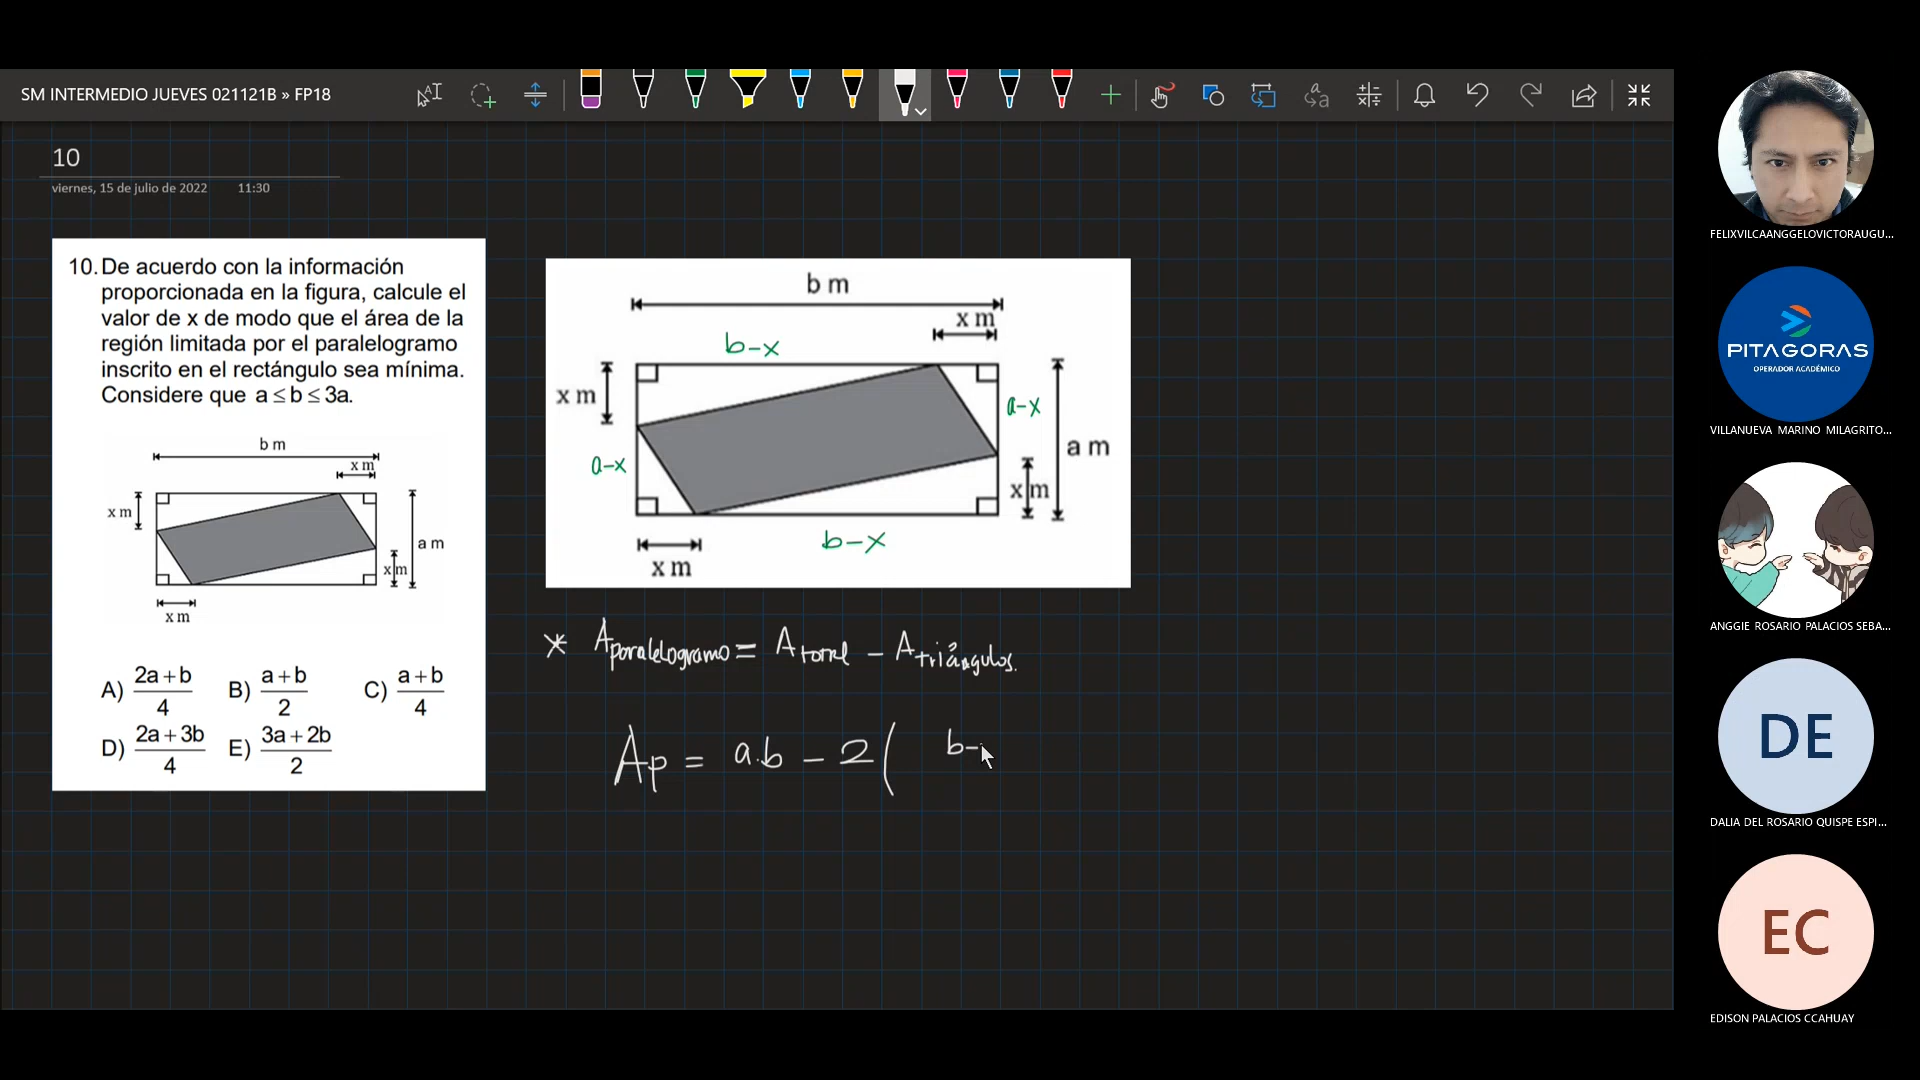 SM INTERMEDIO JUEVES 021121B » FP18
10
viernes, 15 de julio de 2022 11:30
10. De acuerdo con la información
proporcionada en la figura, calcule el
valor de x de modo que el área de la
región limitada por el paralelogramo
inscrito en el rectángulo sea mínima.
Considere que a ≤ b ≤ 3a.
b m
x m
x m
a m
x m
x m
A) (2a+b)/4 B) (a+b)/2 C) (a+b)/4
D) (2a+3b)/4 E) (3a+2b)/2
b m
x m
b-x
x m
a-x
a m
a-x
x m
b-x
x m
* Aparalelogramo = A - Atriángulos.
Ap = a.b - 2( b-
FELIXVILCAANGGELOVICTORAUGU...
PITAGORAS
OPERADOR ACADÉMICO
VILLANUEVA MARINO MILAGRITO...
ANGGIE ROSARIO PALACIOS SEBA...
DE
DALIA DEL ROSARIO QUISPE ESPI...
EC
EDISON PALACIOS CCAHUAY